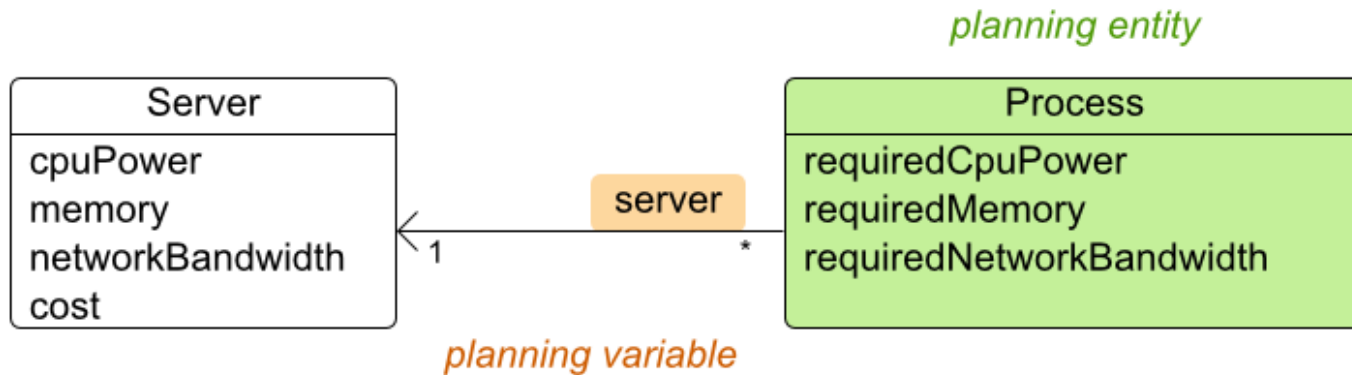 planning entity
Server
cpuPower
memory
networkBandwidth
cost
server
1
*
planning variable
Process
requiredCpuPower
requiredMemory
requiredNetworkBandwidth